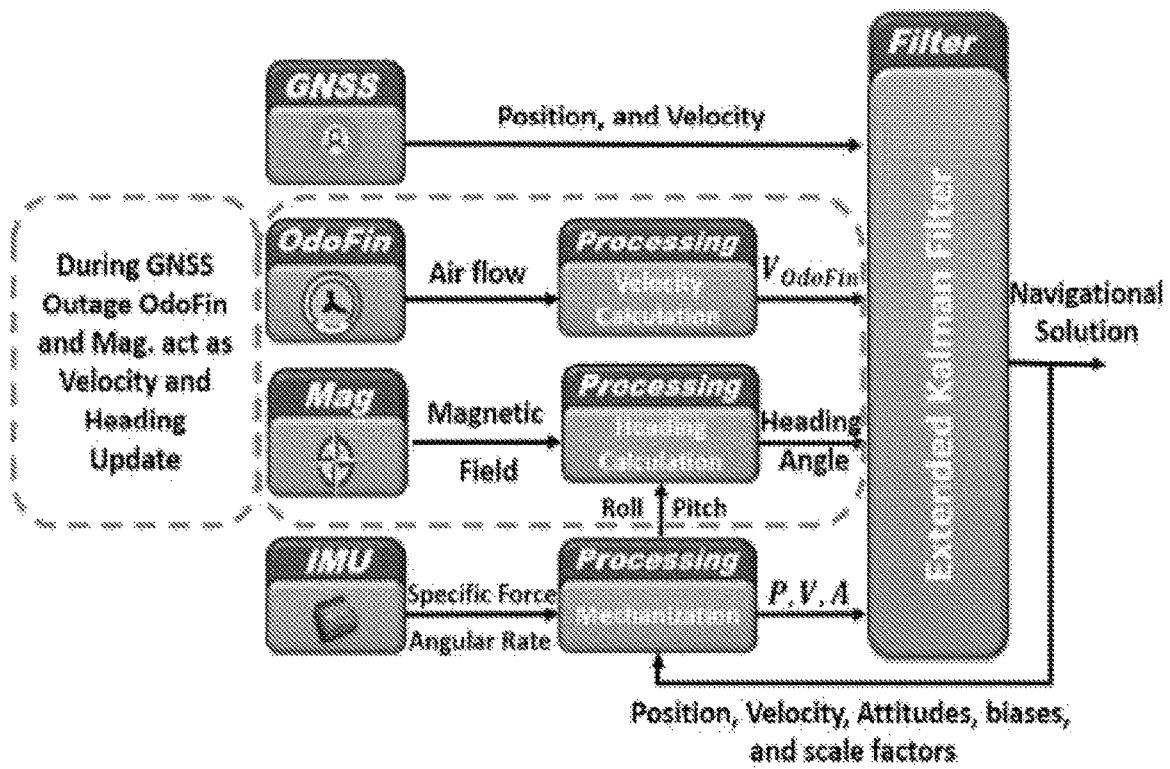 Filter
GNSS
Position, and Velocity
OdoFin
Air flow
Processing
Velocity
Calculation
V OdoFin
During GNSS
Outage OdoFin
and Mag. act as
Velocity and
Heading
Update
Mag
Magnetic
Field
Processing
Heading
Calculation
Heading
Angle
Roll
Pitch
IMU
Specific Force
Angular Rate
Processing
Mechanization
P, V, A
Extended Kalman Filter
Navigational
Solution
Position, Velocity, Attitudes, biases,
and scale factors